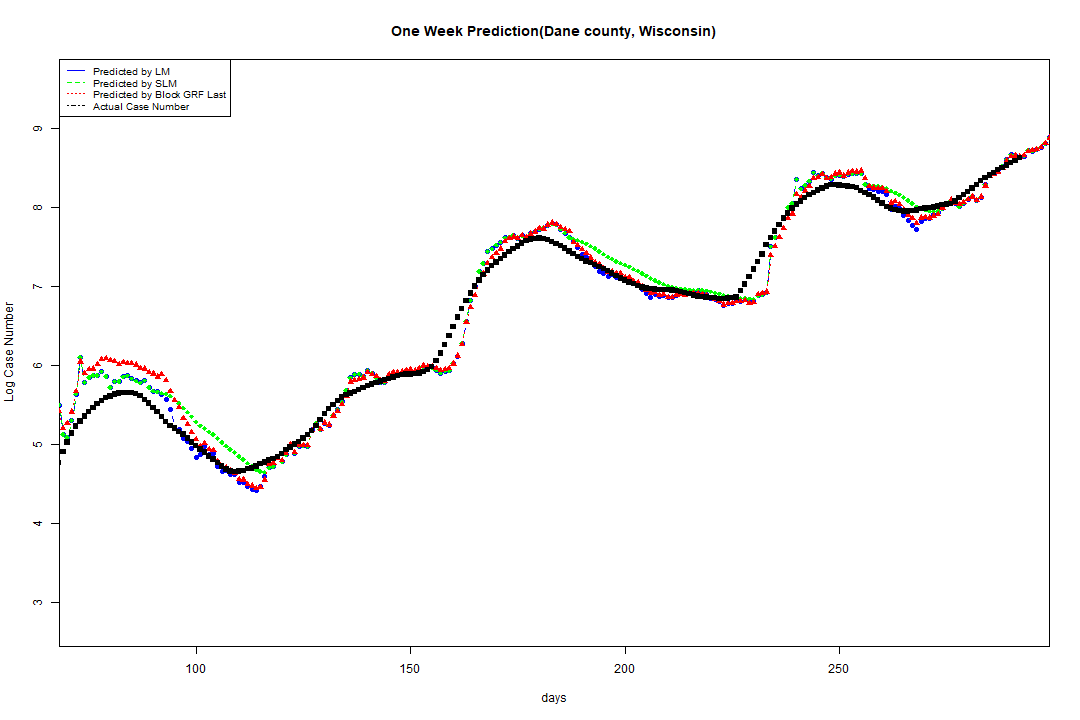 One Week Prediction(Dane county, Wisconsin)
Predicted by LM
Predicted by SLM
Predicted by Block GRF Last
Actual Case Number
9
8
7
6
5
4
3
Log Case Number
100 150 200 250
days